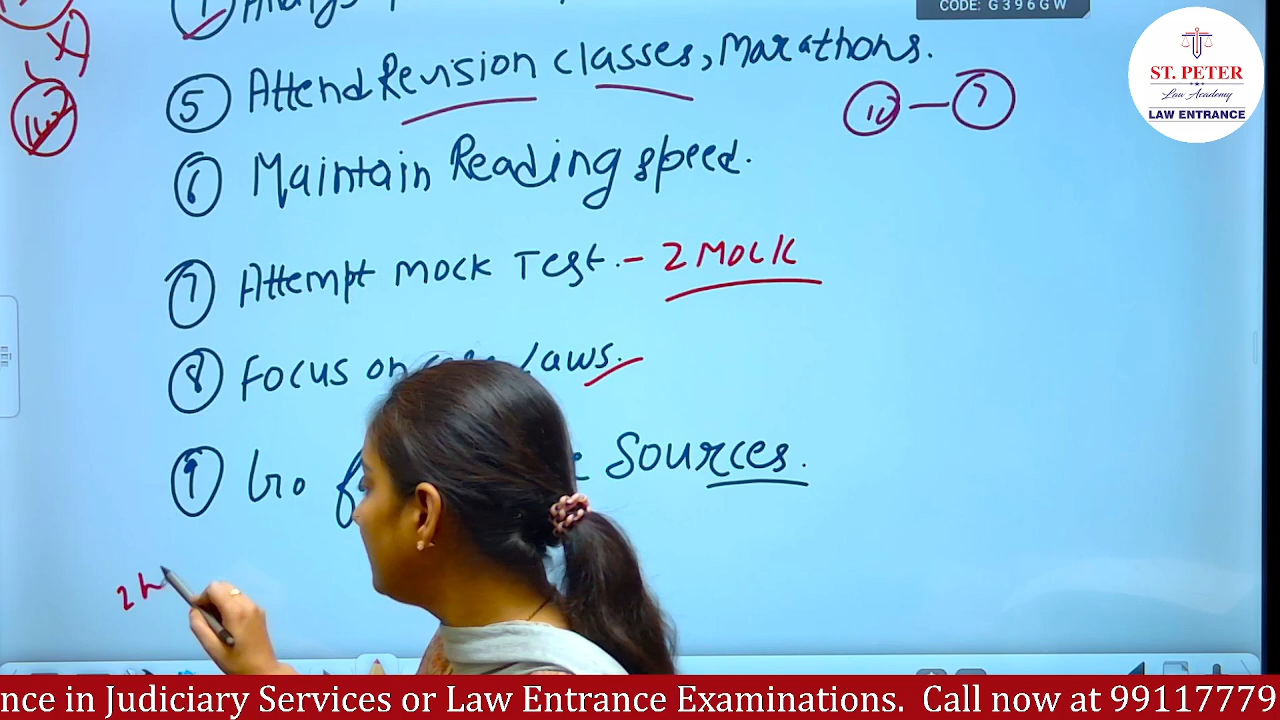 CODE: G396GW
ST. PETER
Law Academy
LAW ENTRANCE
⑤ Attend Revision classes, Marathons.
10 — 7
⑥ Maintain Reading speed.
⑦ Attempt mock Test. - 2 MOCK
⑧ Focus on Laws.
⑨ Go Sources.
2 h
nce in Judiciary Services or Law Entrance Examinations. Call now at 99117779